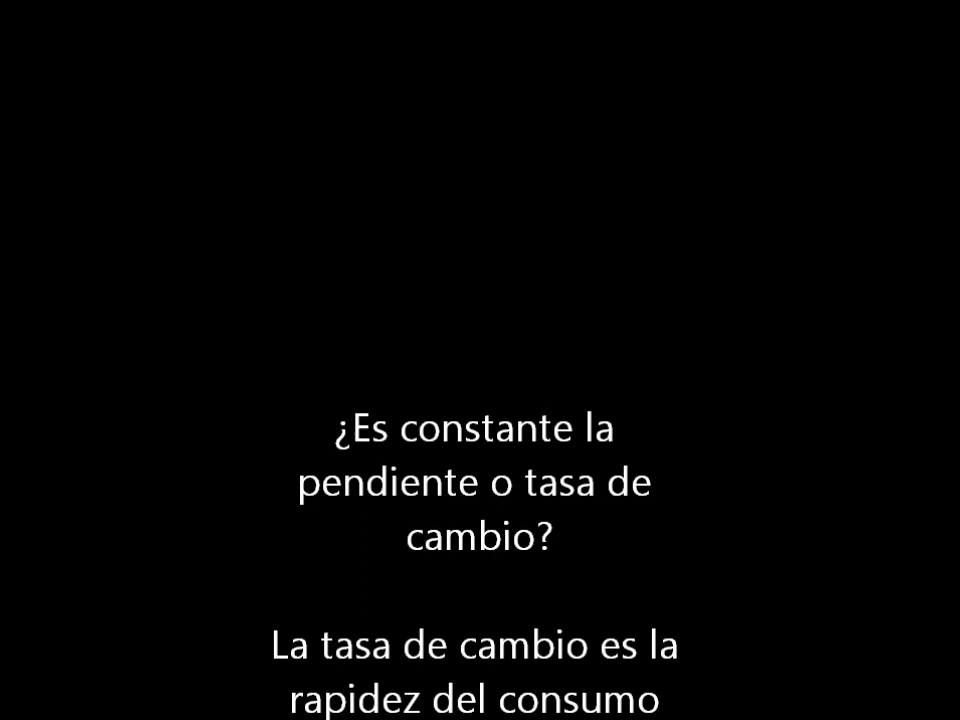 ¿Es constante la
pendiente o tasa de
cambio?
La tasa de cambio es la
rapidez del consumo